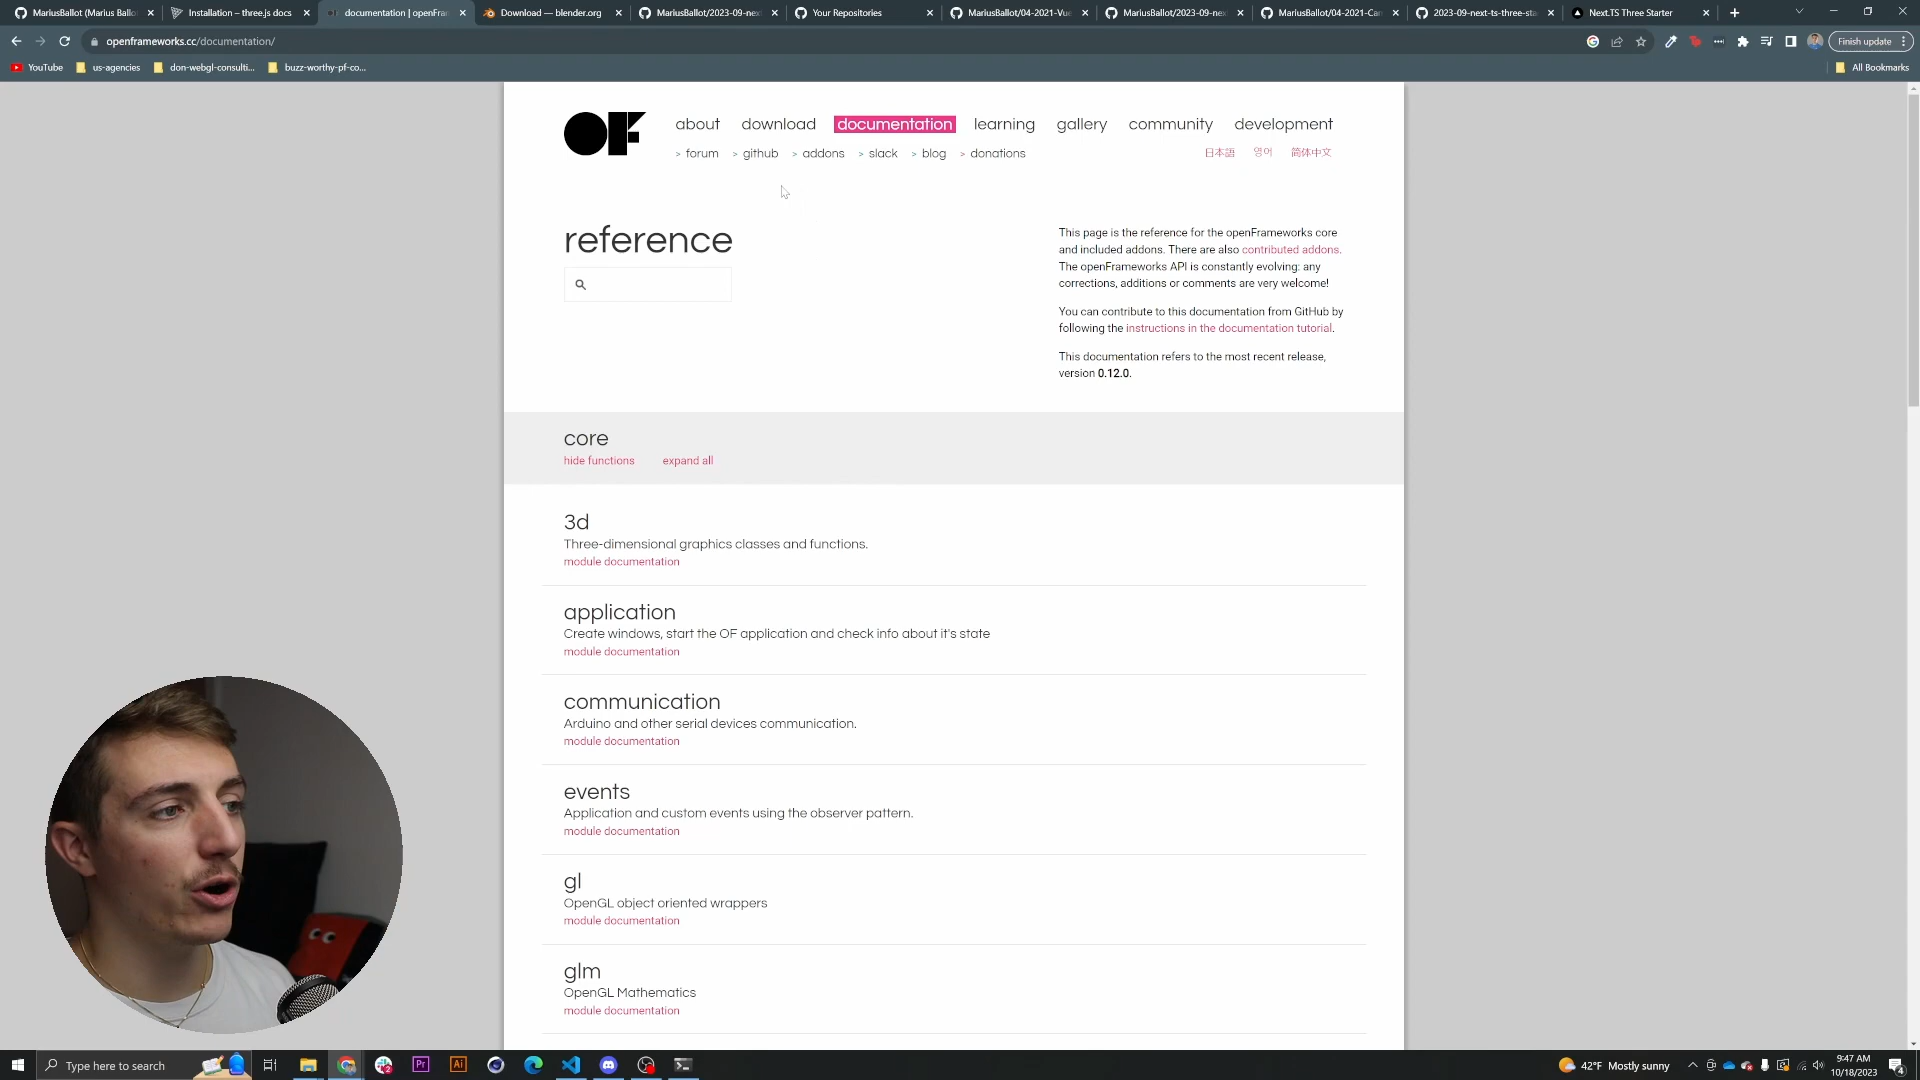 MariusBallot (Marius Ballo
Installation – three.js docs
documentation | openFra
Download — blender.org
MariusBallot/2023-09-nex
Your Repositories
MariusBallot/04-2021-Vue
MariusBallot/2023-09-nex
MariusBallot/04-2021-Can
2023-09-next-ts-three-sta
Next.TS Three Starter
openframeworks.cc/documentation/
Finish update
YouTube
us-agencies
don-webgl-consulti...
buzz-worthy-pf-co...
All Bookmarks
OF
about download documentation learning gallery community development
> forum > github > addons > slack > blog > donations
日本語 영어 简体中文
reference
This page is the reference for the openFrameworks core
and included addons. There are also contributed addons.
The openFrameworks API is constantly evolving: any
corrections, additions or comments are very welcome!
You can contribute to this documentation from GitHub by
following the instructions in the documentation tutorial.
This documentation refers to the most recent release,
version 0.12.0.
core
hide functions expand all
3d
Three-dimensional graphics classes and functions.
module documentation
application
Create windows, start the OF application and check info about it's state
module documentation
communication
Arduino and other serial devices communication.
module documentation
events
Application and custom events using the observer pattern.
module documentation
gl
OpenGL object oriented wrappers
module documentation
glm
OpenGL Mathematics
module documentation
Type here to search
Pr
Ai
42°F Mostly sunny
9:47 AM
10/18/2023
4